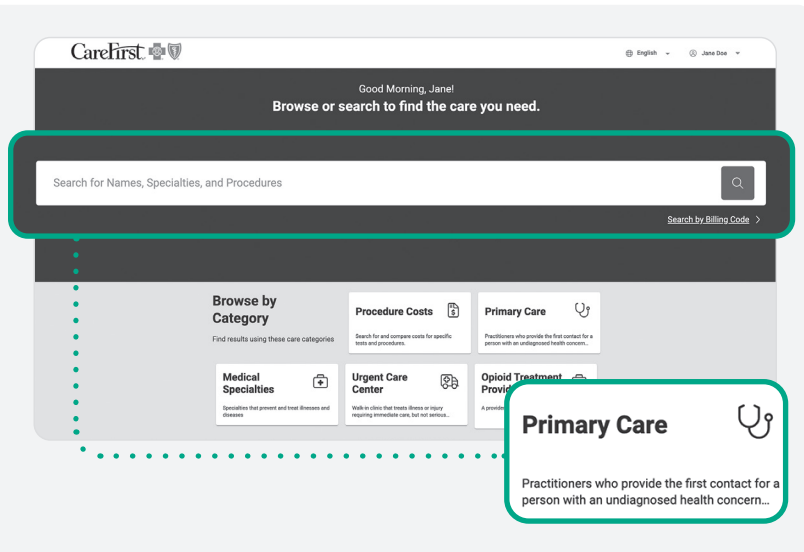 CareFirst
English
Jane Doe
Good Morning, Jane!
Browse or search to find the care you need.
Search for Names, Specialties, and Procedures
Search by Billing Code
Browse by
Category
Find results using these care categories
Procedure Costs
Search for and compare costs for specific
tests and procedures.
Primary Care
Practitioners who provide the first contact for a
person with an undiagnosed health concern...
Medical
Specialties
Specialties that prevent and treat illnesses and
diseases
Urgent Care
Center
Walk-in clinic that treats illness or injury
requiring immediate care, but not serious...
Opioid Treatment
A provider
Primary Care
Practitioners who provide the first contact for a
person with an undiagnosed health concern...